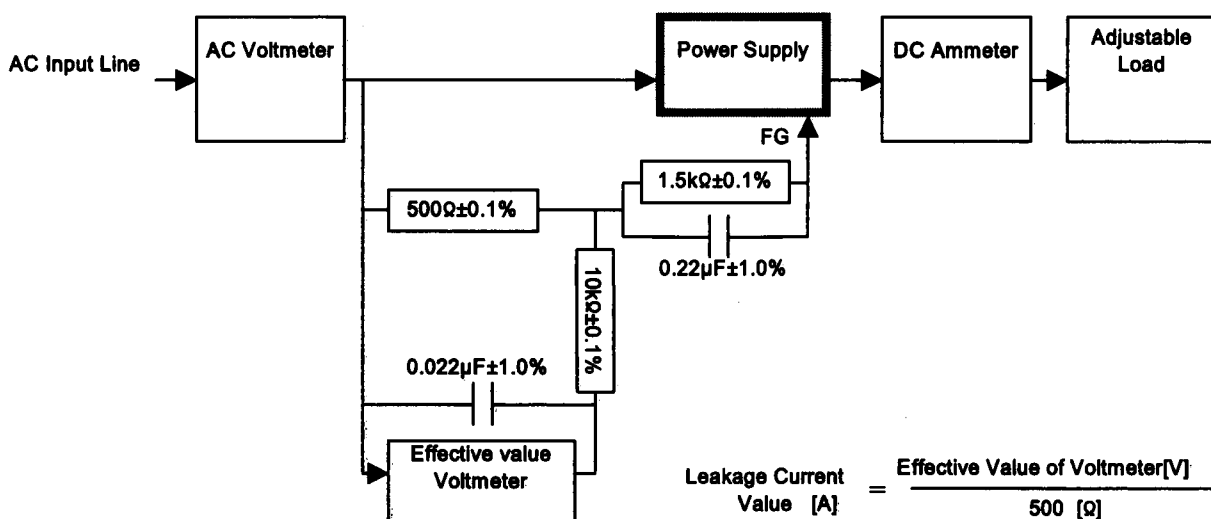 AC Input Line
AC Voltmeter
Power Supply
DC Ammeter
Adjustable
Load
FG
1.5kΩ±0.1%
500Ω±0.1%
0.22µF±1.0%
10kΩ±0.1%
0.022µF±1.0%
Effective value
Voltmeter
Leakage Current
Value [A]
=
Effective Value of Voltmeter[V]
500 [Ω]